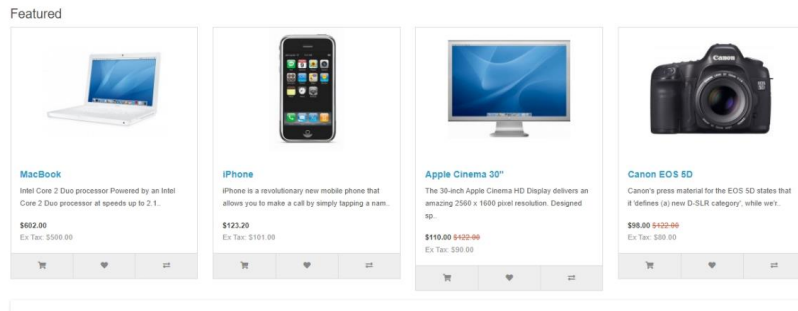 Featured
MacBook
Intel Core 2 Duo processor Powered by an Intel
Core 2 Duo processor at speeds up to 2.1..
$602.00
Ex Tax: $500.00
iPhone
iPhone is a revolutionary new mobile phone that
allows you to make a call by simply tapping a nam..
$123.20
Ex Tax: $101.00
Apple Cinema 30"
The 30-inch Apple Cinema HD Display delivers an
amazing 2560 x 1600 pixel resolution. Designed
sp..
$110.00 $122.00
Ex Tax: $90.00
Canon EOS 5D
Canon's press material for the EOS 5D states that
it 'defines (a) new D-SLR category', while we'r..
$98.00 $122.00
Ex Tax: $80.00
Canon